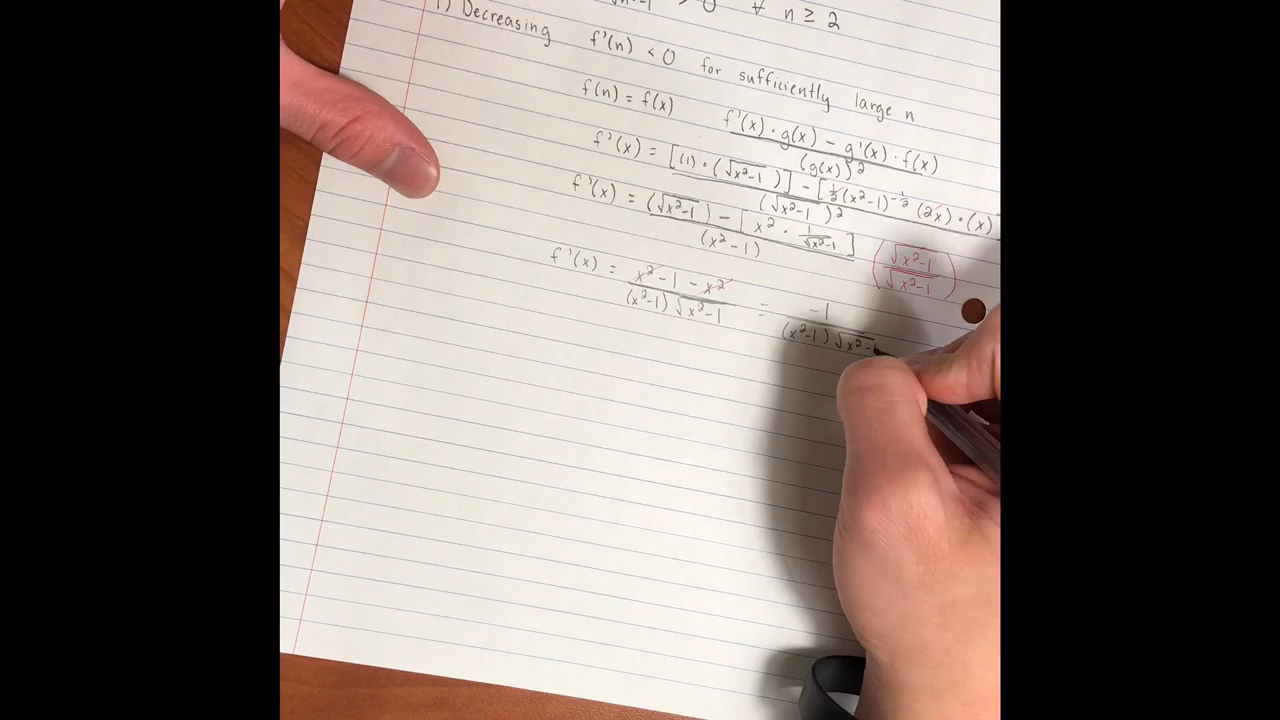 √n²-1 > 0 ∀ n ≥ 2
1) Decreasing f'(n) < 0 for sufficiently large n
f(n) = f(x) f'(x) · g(x) - g'(x) · f(x) / (g(x))²
f'(x) = [(1) · (√x²-1)] - [½(x²-1)^-½ (2x) · (x) / (√x²-1)²
f'(x) = (√x²-1) - [x² · 1/√x²-1] / (x²-1) (√x²-1 / √x²-1)
f'(x) = x²-1 - x² / (x²-1)√x²-1 = -1 / (x²-1)√x²-